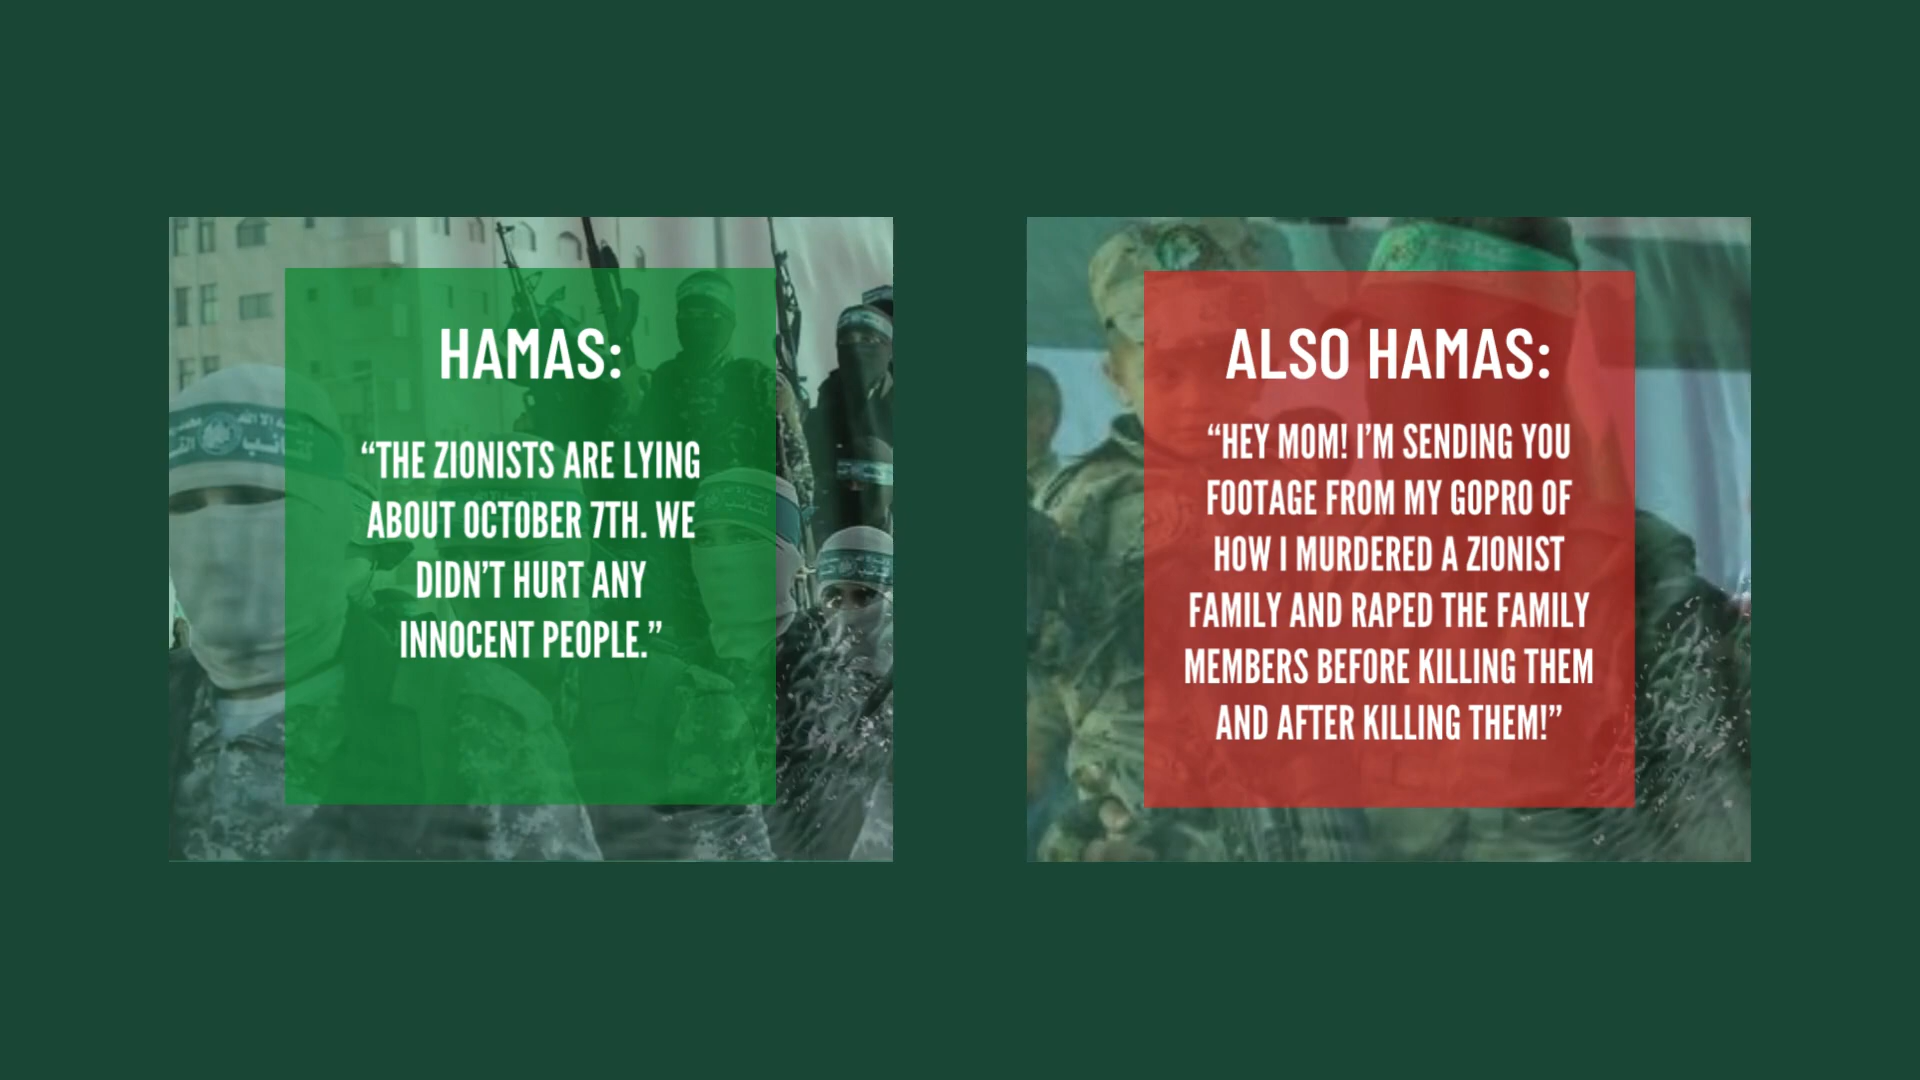 HAMAS:
“THE ZIONISTS ARE LYING
ABOUT OCTOBER 7TH. WE
DIDN’T HURT ANY
INNOCENT PEOPLE.”
ALSO HAMAS:
“HEY MOM! I’M SENDING YOU
FOOTAGE FROM MY GOPRO OF
HOW I MURDERED A ZIONIST
FAMILY AND RAPED THE FAMILY
MEMBERS BEFORE KILLING THEM
AND AFTER KILLING THEM!”